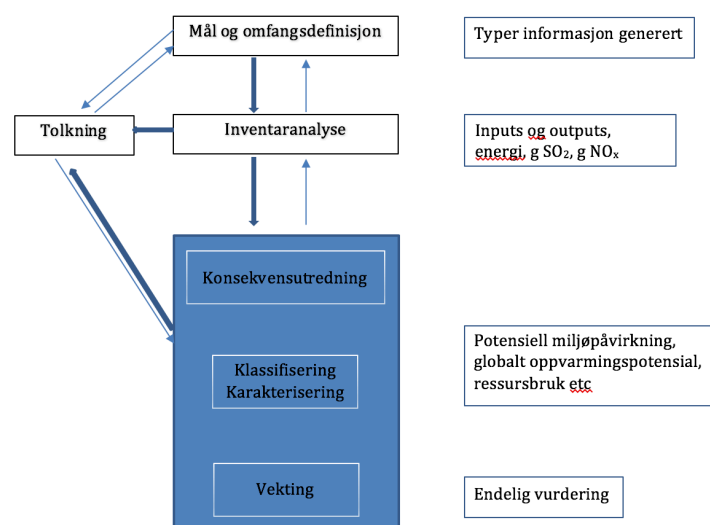 Mål og omfangsdefinisjon
Typer informasjon generert
Tolkning
Inventaranalyse
Inputs og outputs,
energi, g SO₂, g NOₓ
Konsekvensutredning
Klassifisering
Karakterisering
Potensiell miljøpåvirkning,
globalt oppvarmingspotensial,
ressursbruk etc
Vekting
Endelig vurdering